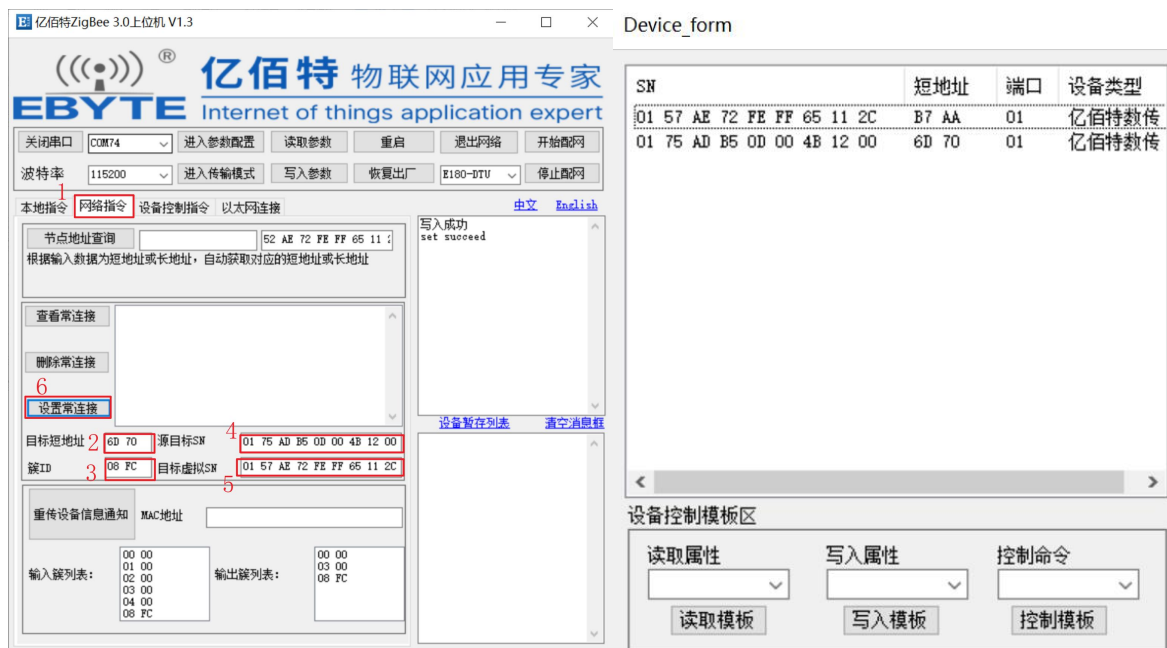 亿佰特ZigBee 3.0上位机 V1.3
®
EBYTE
亿佰特 物联网应用专家
Internet of things application expert
关闭串口 COM74 进入参数配置 读取参数 重启 退出网络 开始配网
波特率 115200 进入传输模式 写入参数 恢复出厂 E180-DTU 停止配网
1
本地指令 网络指令 设备控制指令 以太网连接 中文 English
节点地址查询 52 AE 72 FE FF 65 11
根据输入数据为短地址或长地址，自动获取对应的短地址或长地址
写入成功
set succeed
查看常连接
删除常连接
6
设置常连接
设备暂存列表 清空消息框
目标短地址 2 6D 70 源目标SN 4 01 75 AD B5 0D 00 4B 12 00
簇ID 3 08 FC 目标虚拟SN 5 01 57 AE 72 FE FF 65 11 2C
重传设备信息通知 MAC地址
输入簇列表：
00 00
01 00
02 00
03 00
04 00
08 FC
输出簇列表：
00 00
03 00
08 FC
Device_form
SN 短地址 端口 设备类型
01 57 AE 72 FE FF 65 11 2C B7 AA 01 亿佰特数传
01 75 AD B5 0D 00 4B 12 00 6D 70 01 亿佰特数传
设备控制模板区
读取属性 写入属性 控制命令
读取模板 写入模板 控制模板